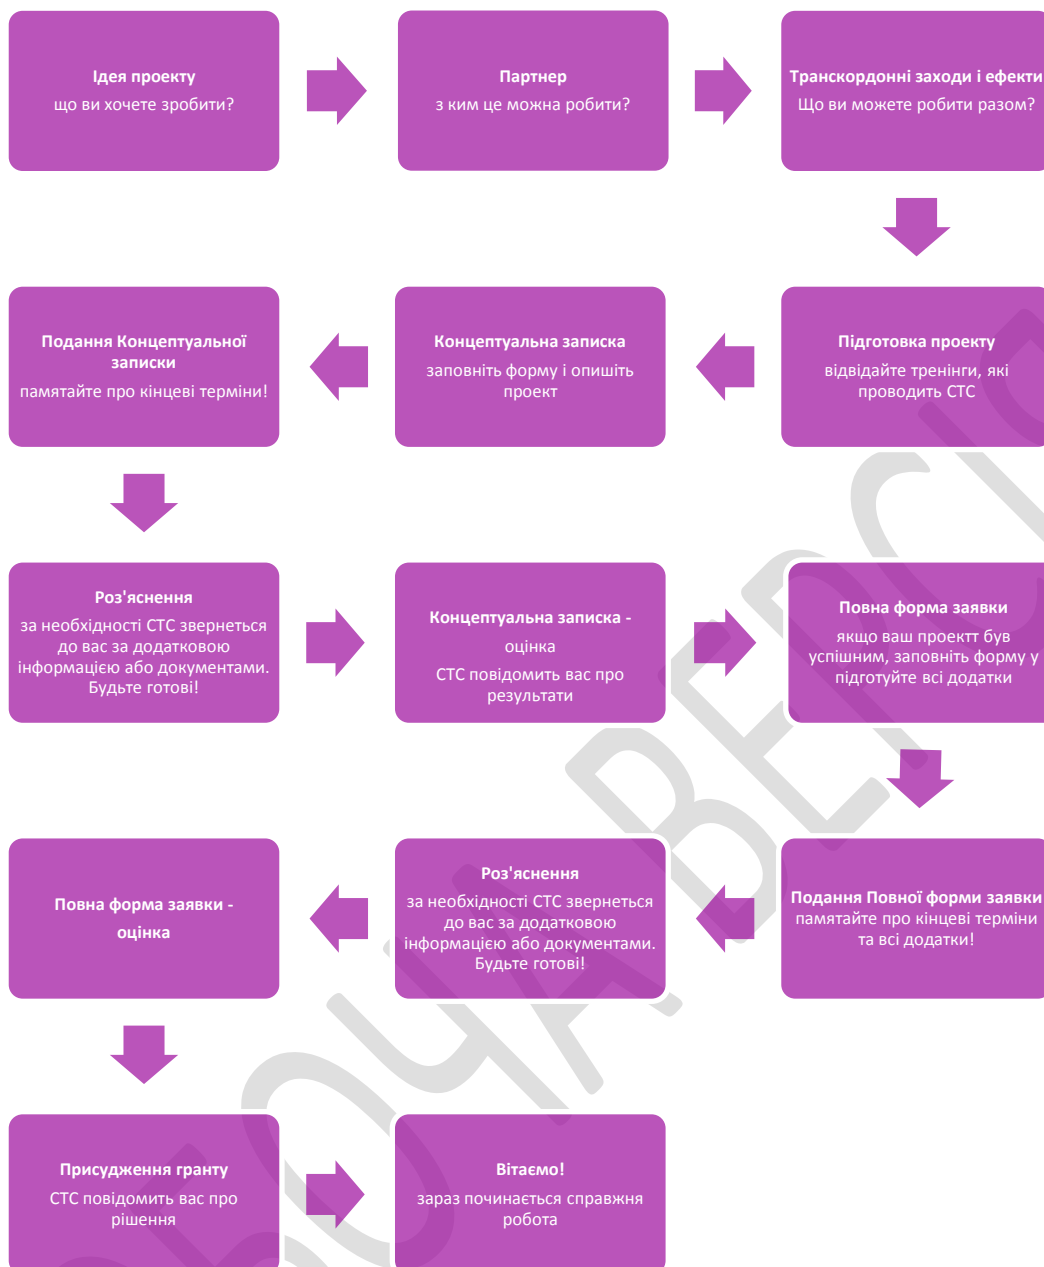 Ідея проекту
що ви хочете зробити?
Партнер
з ким це можна робити?
Транскордонні заходи і ефекти
Що ви можете робити разом?
Підготовка проекту
відвідайте тренінги, які
проводить СТС
Концептуальна записка
заповніть форму і опишіть
проект
Подання Концептуальної
записки
памятайте про кінцеві терміни!
Роз'яснення
за необхідності СТС звернеться
до вас за додатковою
інформацією або документами.
Будьте готові!
Концептуальна записка -
оцінка
СТС повідомить вас про
результати
Повна форма заявки
якщо ваш проектт був
успішним, заповніть форму у
підготуйте всі додатки
Подання Повної форми заявки
памятайте про кінцеві терміни
та всі додатки!
Роз'яснення
за необхідності СТС звернеться
до вас за додатковою
інформацією або документами.
Будьте готові!
Повна форма заявки -
оцінка
Присудження гранту
СТС повідомить вас про
рішення
Вітаємо!
зараз починається справжня
робота